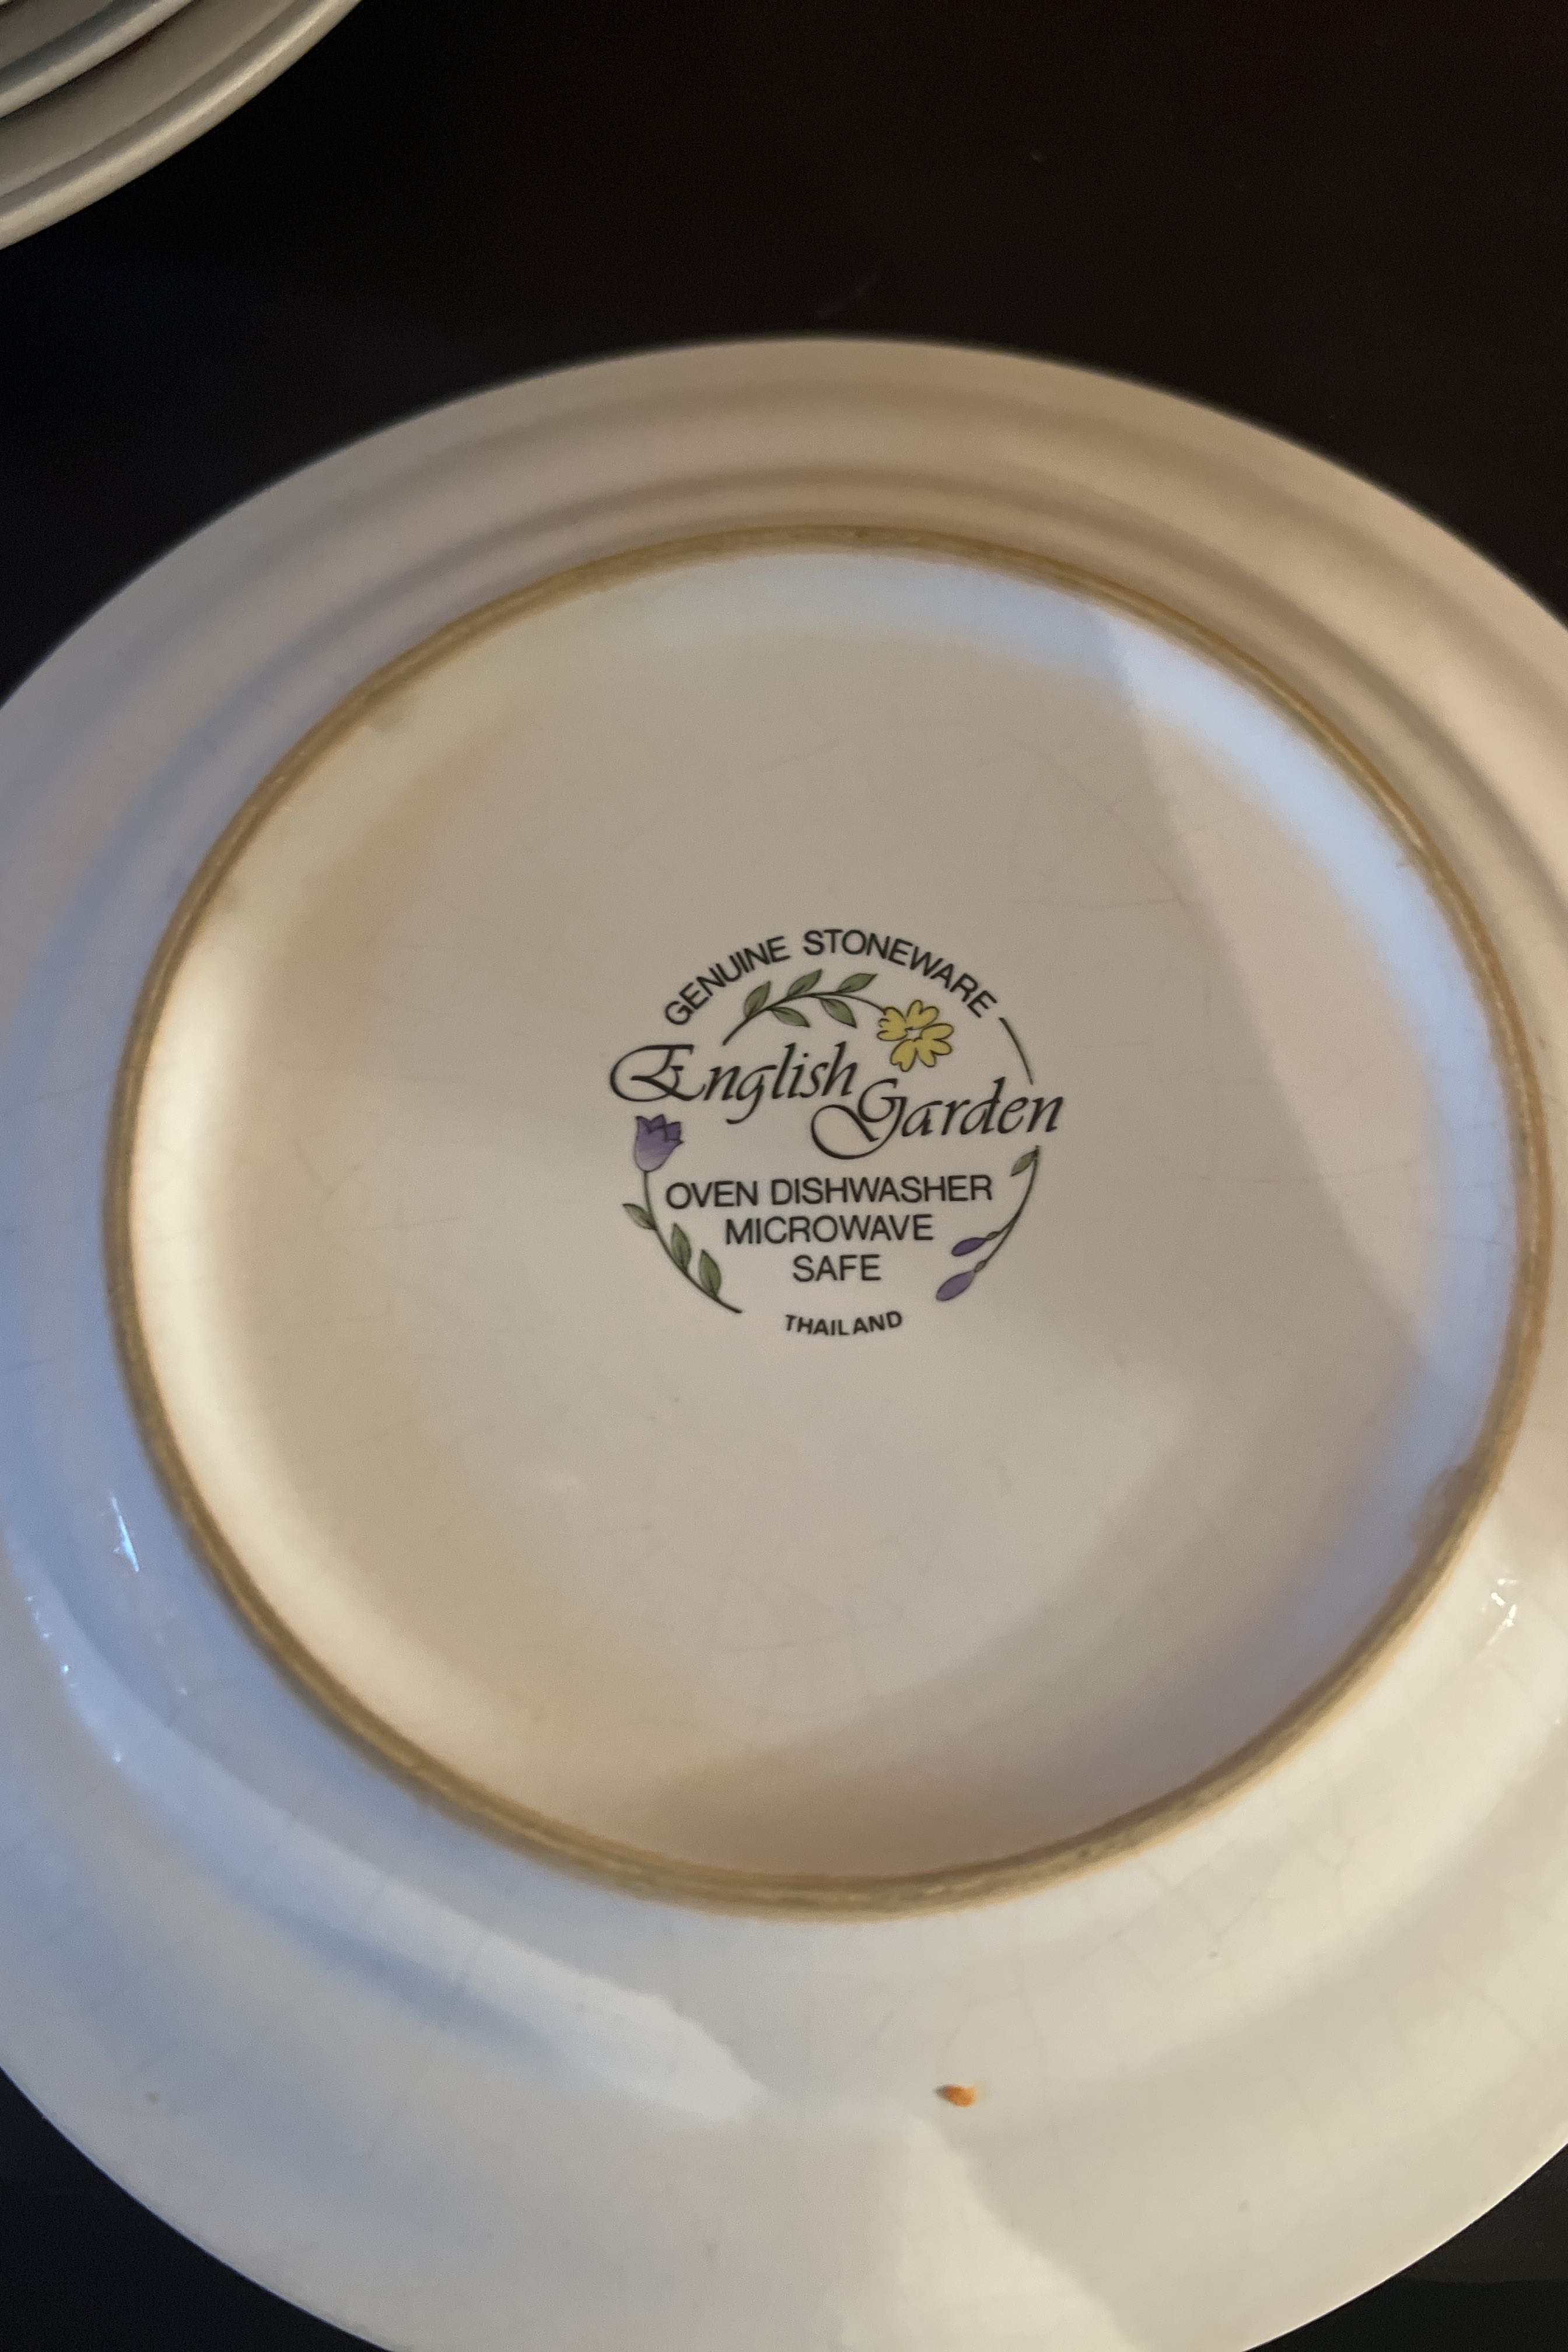 GENUINE STONEWARE
English
Garden
OVEN DISHWASHER
MICROWAVE
SAFE
THAILAND